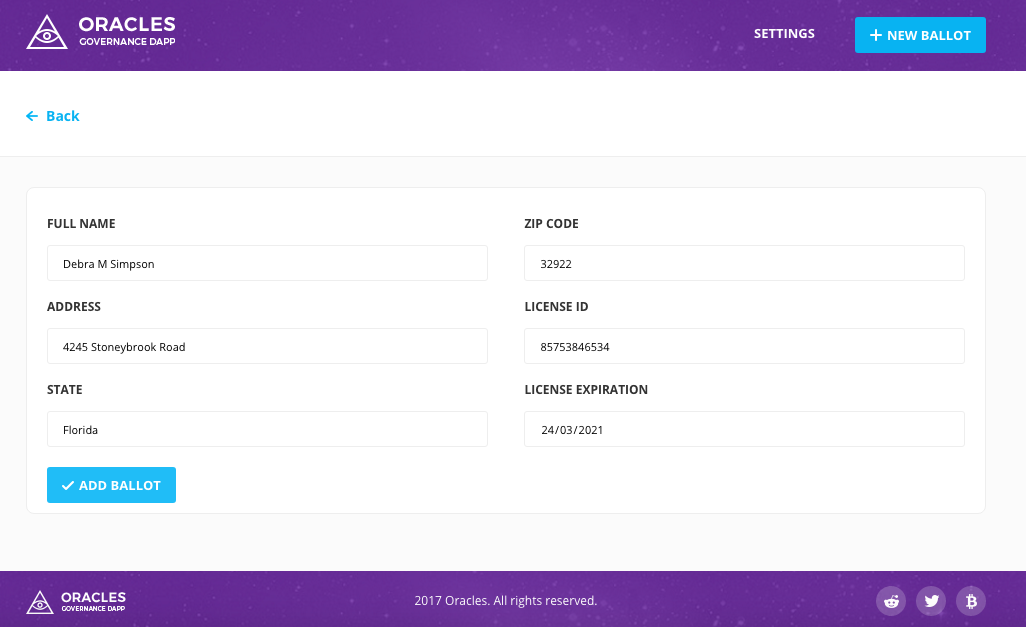 ORACLES
GOVERNANCE DAPP
SETTINGS
NEW BALLOT
Back
FULL NAME
Debra M Simpson
ZIP CODE
32922
ADDRESS
4245 Stoneybrook Road
LICENSE ID
85753846534
STATE
Florida
LICENSE EXPIRATION
24/03/2021
ADD BALLOT
ORACLES
GOVERNANCE DAPP
2017 Oracles. All rights reserved.